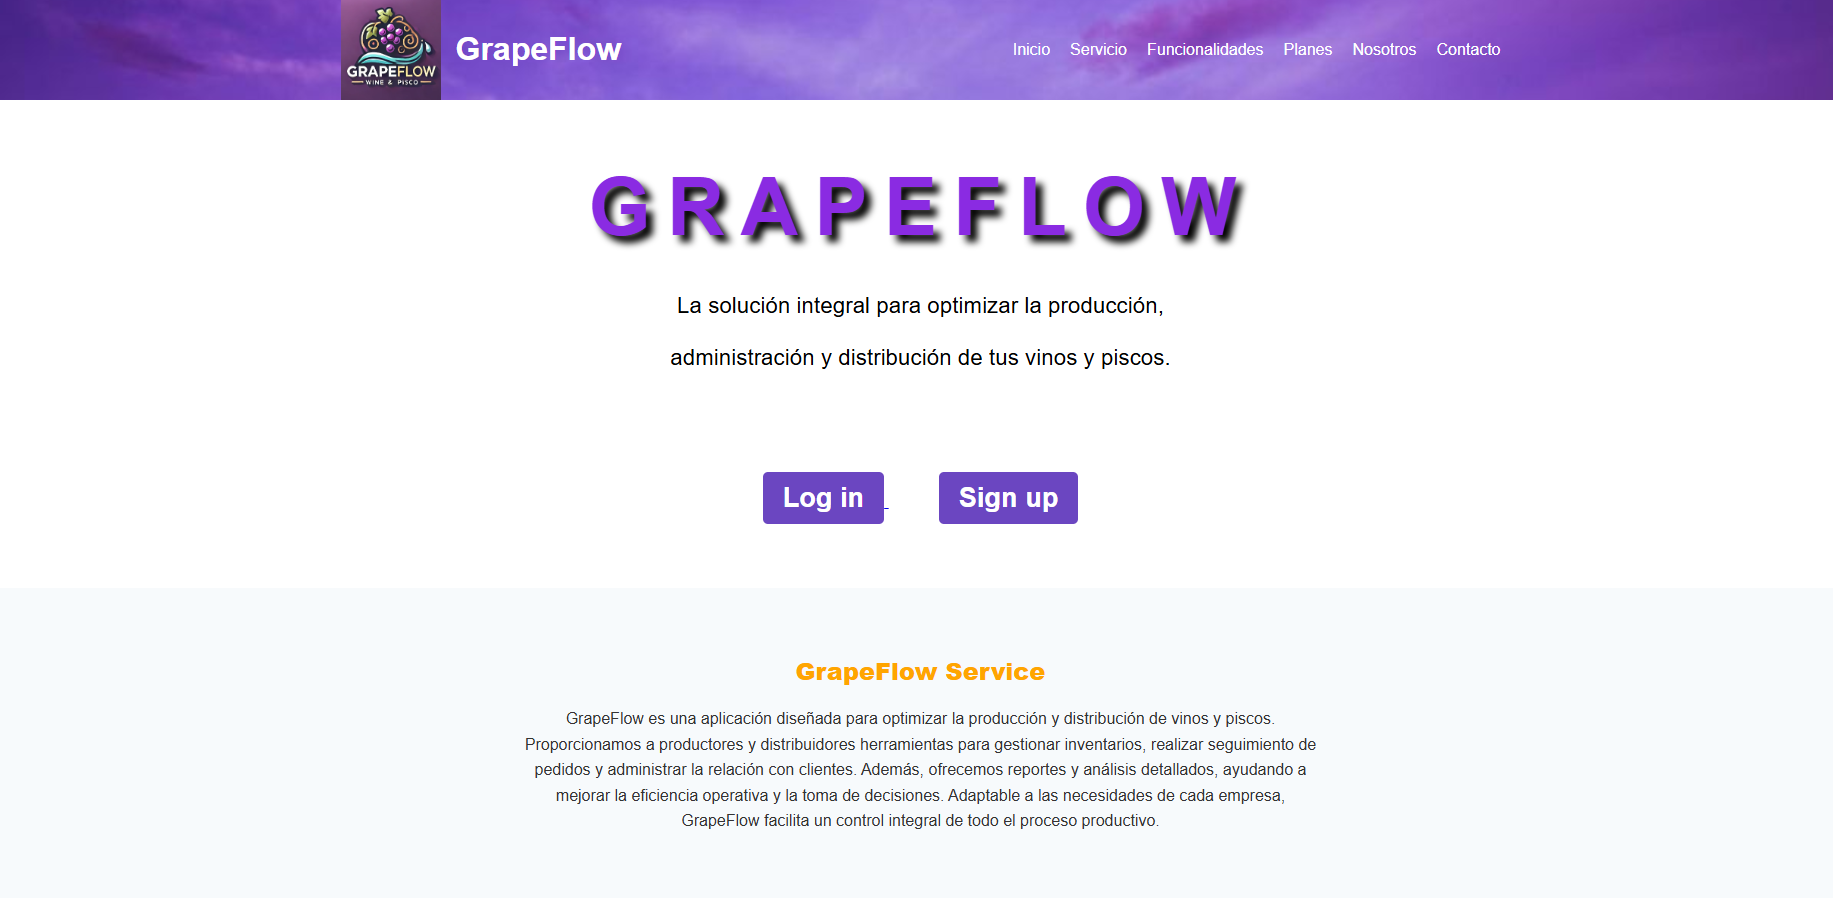 GRAPEFLOW
WINE & PISCO
GrapeFlow
Inicio Servicio Funcionalidades Planes Nosotros Contacto
GRAPEFLOW
La solución integral para optimizar la producción,
administración y distribución de tus vinos y piscos.
Log in Sign up
GrapeFlow Service
GrapeFlow es una aplicación diseñada para optimizar la producción y distribución de vinos y piscos.
Proporcionamos a productores y distribuidores herramientas para gestionar inventarios, realizar seguimiento de
pedidos y administrar la relación con clientes. Además, ofrecemos reportes y análisis detallados, ayudando a
mejorar la eficiencia operativa y la toma de decisiones. Adaptable a las necesidades de cada empresa,
GrapeFlow facilita un control integral de todo el proceso productivo.